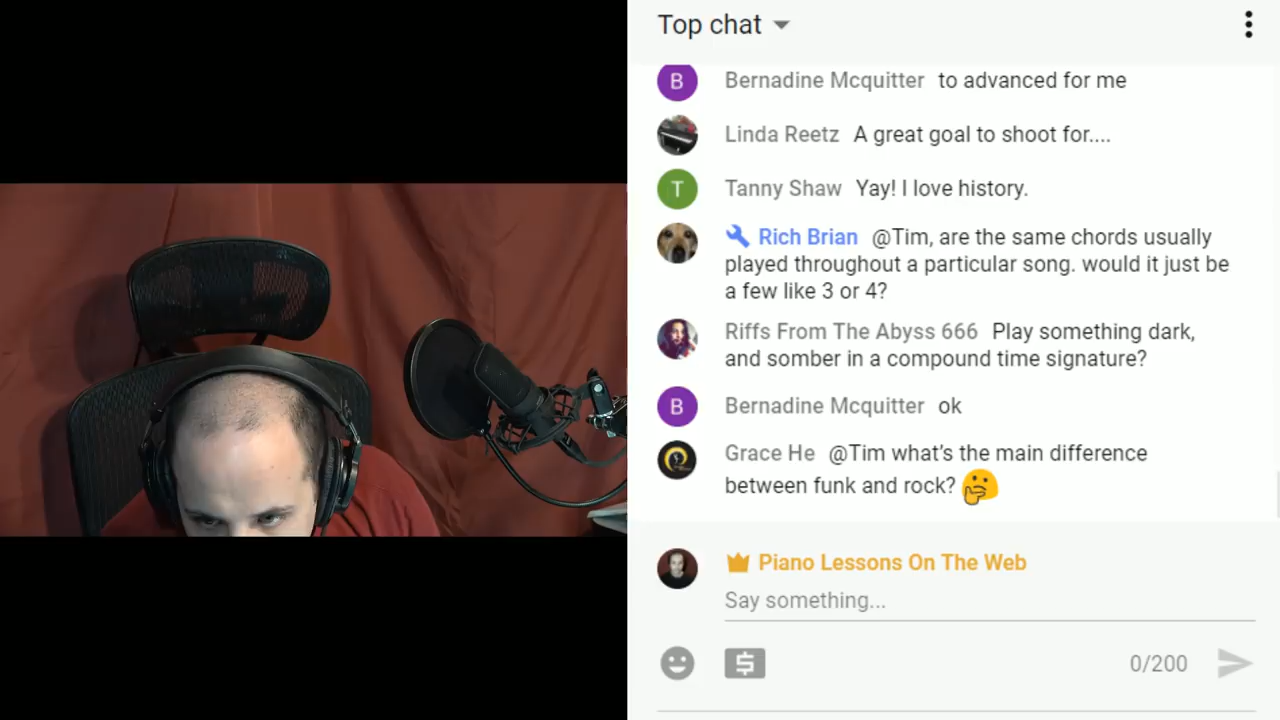 Top chat
B Bernadine Mcquitter to advanced for me
Linda Reetz A great goal to shoot for....
T Tanny Shaw Yay! I love history.
Rich Brian @Tim, are the same chords usually
played throughout a particular song. would it just be
a few like 3 or 4?
Riffs From The Abyss 666 Play something dark,
and somber in a compound time signature?
B Bernadine Mcquitter ok
Grace He @Tim what's the main difference
between funk and rock? 🤔
Piano Lessons On The Web
Say something...
0/200